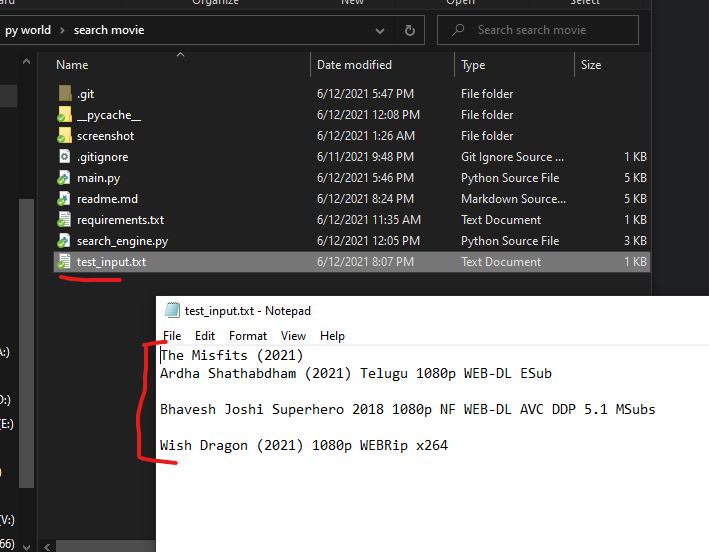 Organize
New
Open
Select
py world > search movie
Search search movie
Name Date modified Type Size
.git 6/12/2021 5:47 PM File folder
__pycache__ 6/12/2021 12:08 PM File folder
screenshot 6/12/2021 1:26 AM File folder
.gitignore 6/11/2021 9:48 PM Git Ignore Source ... 1 KB
main.py 6/12/2021 5:46 PM Python Source File 5 KB
readme.md 6/12/2021 8:24 PM Markdown Source... 5 KB
requirements.txt 6/12/2021 11:35 AM Text Document 1 KB
search_engine.py 6/12/2021 12:05 PM Python Source File 3 KB
test_input.txt 6/12/2021 8:07 PM Text Document 1 KB
test_input.txt - Notepad
File Edit Format View Help
The Misfits (2021)
Ardha Shathabdham (2021) Telugu 1080p WEB-DL ESub
Bhavesh Joshi Superhero 2018 1080p NF WEB-DL AVC DDP 5.1 MSubs
Wish Dragon (2021) 1080p WEBRip x264
A:)
D:)
(E:)
(V:)
66)